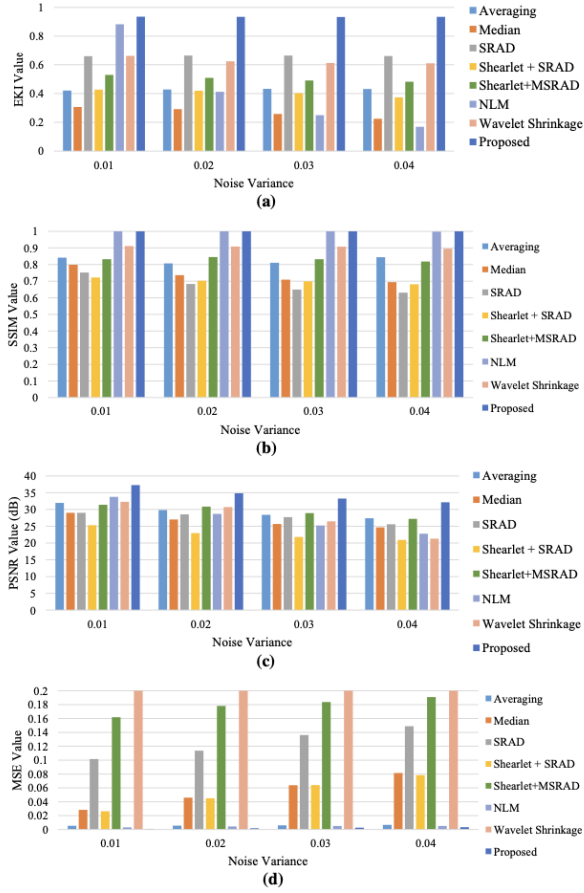 1
0.8
0.6
0.4
0.2
0
EKI Value
0.01 0.02 0.03 0.04
Noise Variance
Averaging
Median
SRAD
Shearlet + SRAD
Shearlet+MSRAD
NLM
Wavelet Shrinkage
Proposed
(a)
1
0.9
0.8
0.7
0.6
0.5
0.4
0.3
0.2
0.1
0
SSIM Value
0.01 0.02 0.03 0.04
Noise Variance
Averaging
Median
SRAD
Shearlet + SRAD
Shearlet+MSRAD
NLM
Wavelet Shrinkage
Proposed
(b)
40
35
30
25
20
15
10
5
0
PSNR Value (dB)
0.01 0.02 0.03 0.04
Noise Variance
Averaging
Median
SRAD
Shearlet + SRAD
Shearlet+MSRAD
NLM
Wavelet Shrinkage
Proposed
(c)
0.2
0.18
0.16
0.14
0.12
0.1
0.08
0.06
0.04
0.02
0
MSE Value
0.01 0.02 0.03 0.04
Noise Variance
Averaging
Median
SRAD
Shearlet + SRAD
Shearlet+MSRAD
NLM
Wavelet Shrinkage
Proposed
(d)